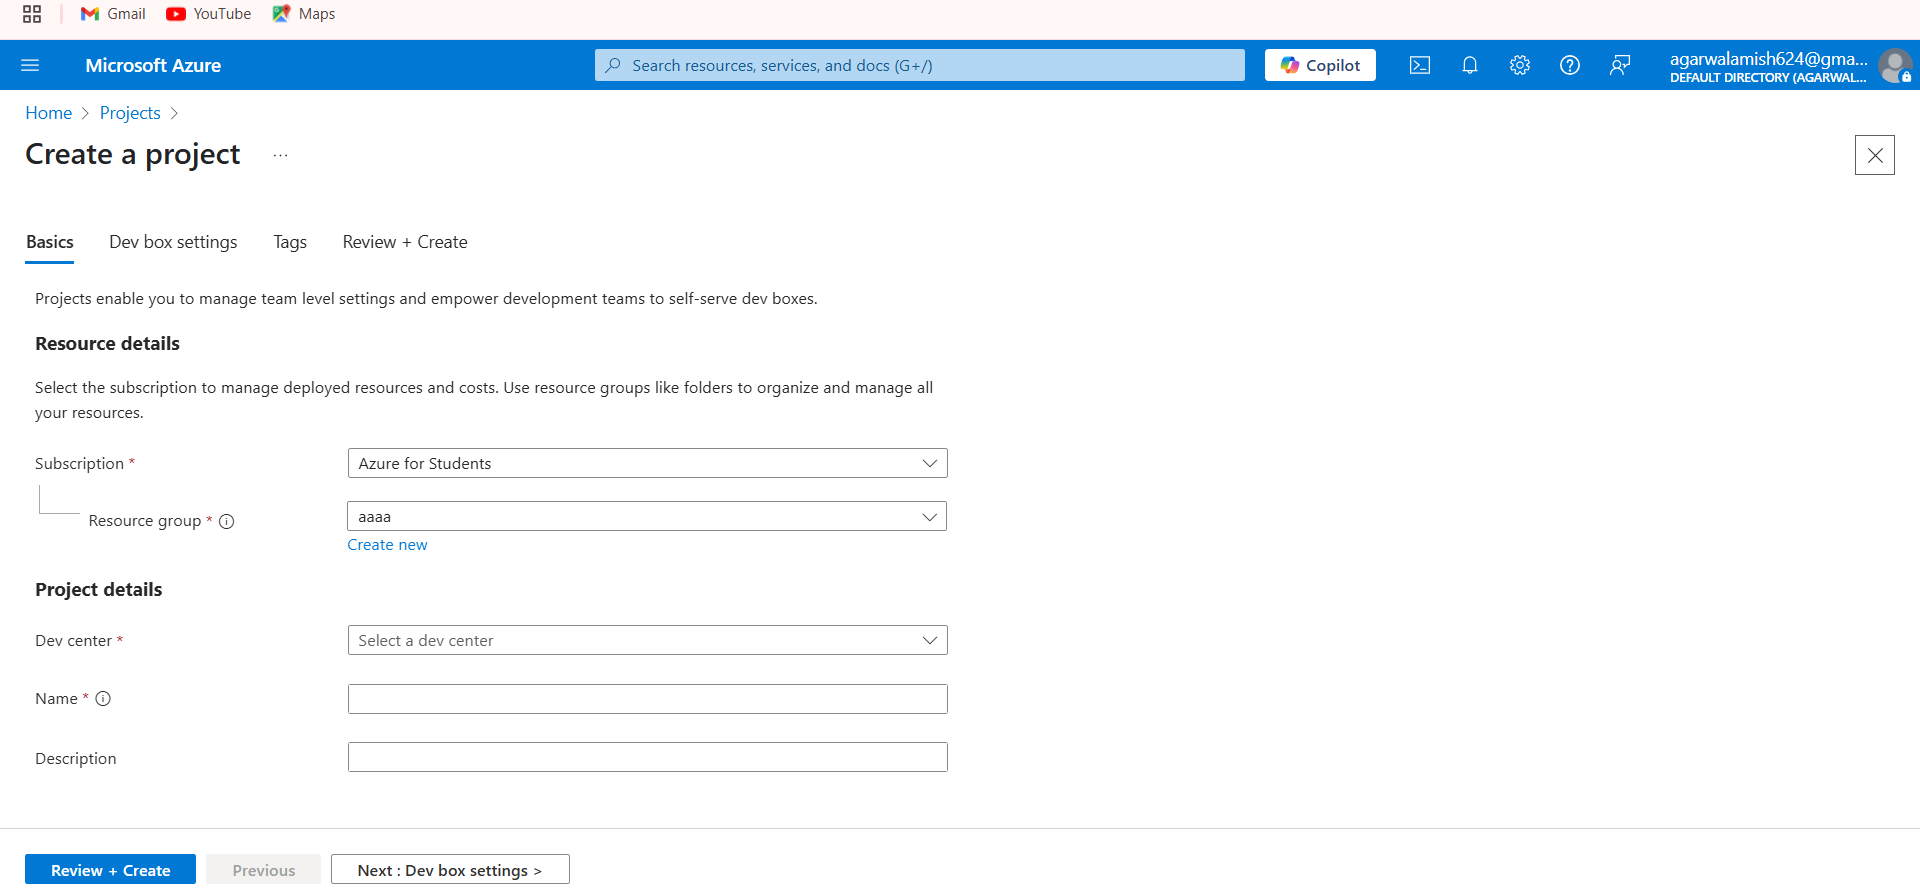 Gmail YouTube Maps
Microsoft Azure
Search resources, services, and docs (G+/)
Copilot
agarwalamish624@gma...
DEFAULT DIRECTORY (AGARWAL...
Home > Projects >
Create a project ...
Basics Dev box settings Tags Review + Create
Projects enable you to manage team level settings and empower development teams to self-serve dev boxes.
Resource details
Select the subscription to manage deployed resources and costs. Use resource groups like folders to organize and manage all
your resources.
Subscription * Azure for Students
Resource group * aaaa
Create new
Project details
Dev center * Select a dev center
Name *
Description
Review + Create Previous Next : Dev box settings >